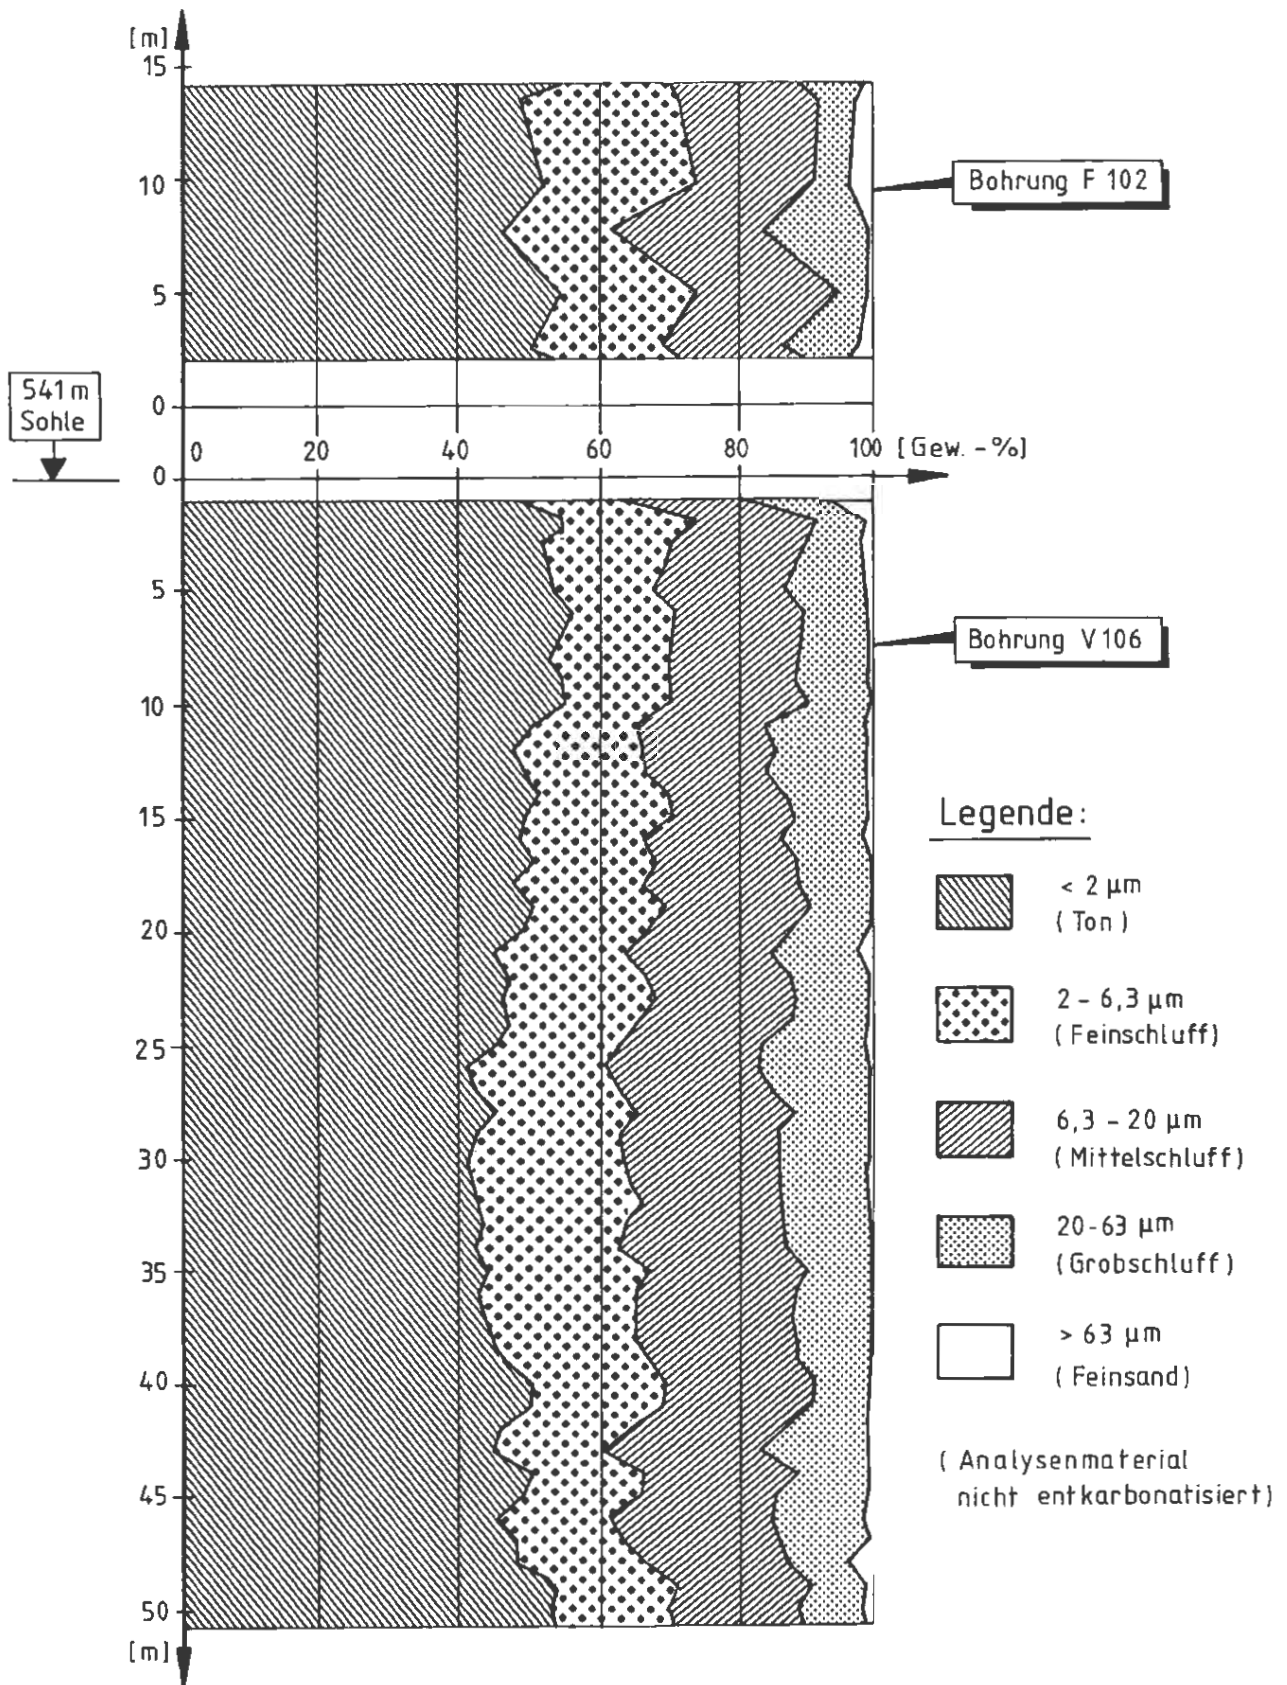 [m]
15
10
5
0
Bohrung F 102
541 m
Sohle
0 20 40 60 80 100 [Gew. -%]
0
5
10
15
20
25
30
35
40
45
50
[m]
Bohrung V 106
Legende:
< 2 µm
( Ton )
2 - 6,3 µm
( Feinschluff)
6,3 - 20 µm
( Mittelschluff)
20-63 µm
( Grobschluff)
> 63 µm
( Feinsand)
( Analysenmaterial
nicht entkarbonatisiert)